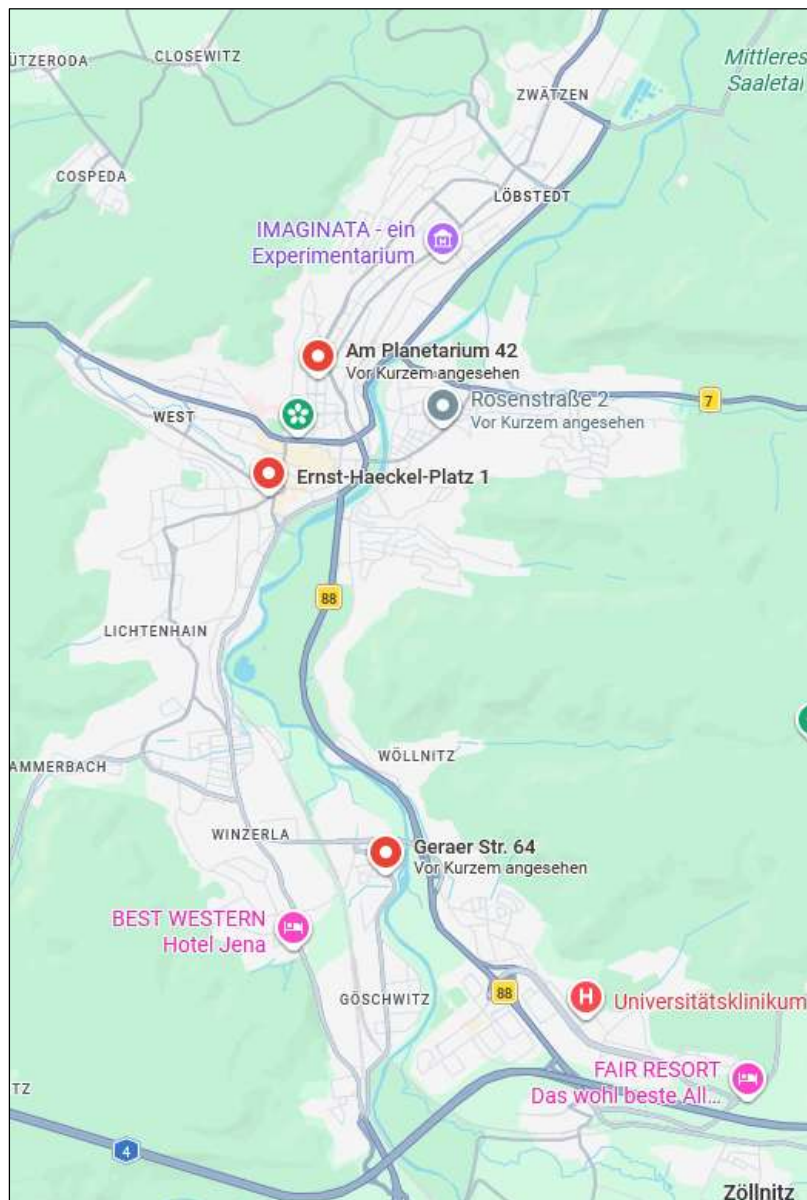 ÜTZERODA
CLOSEWITZ
Mittleres
Saaletal
ZWÄTZEN
COSPEDA
LÖBSTEDT
IMAGINATA - ein
Experimentarium
Am Planetarium 42
Vor Kurzem angesehen
Rosenstraße 2
Vor Kurzem angesehen
7
WEST
Ernst-Haeckel-Platz 1
88
LICHTENHAIN
WÖLLNITZ
AMMERBACH
WINZERLA
Geraer Str. 64
Vor Kurzem angesehen
BEST WESTERN
Hotel Jena
GÖSCHWITZ
88
H
Universitätsklinikum
FAIR RESORT
Das wohl beste All...
TZ
4
Zöllnitz